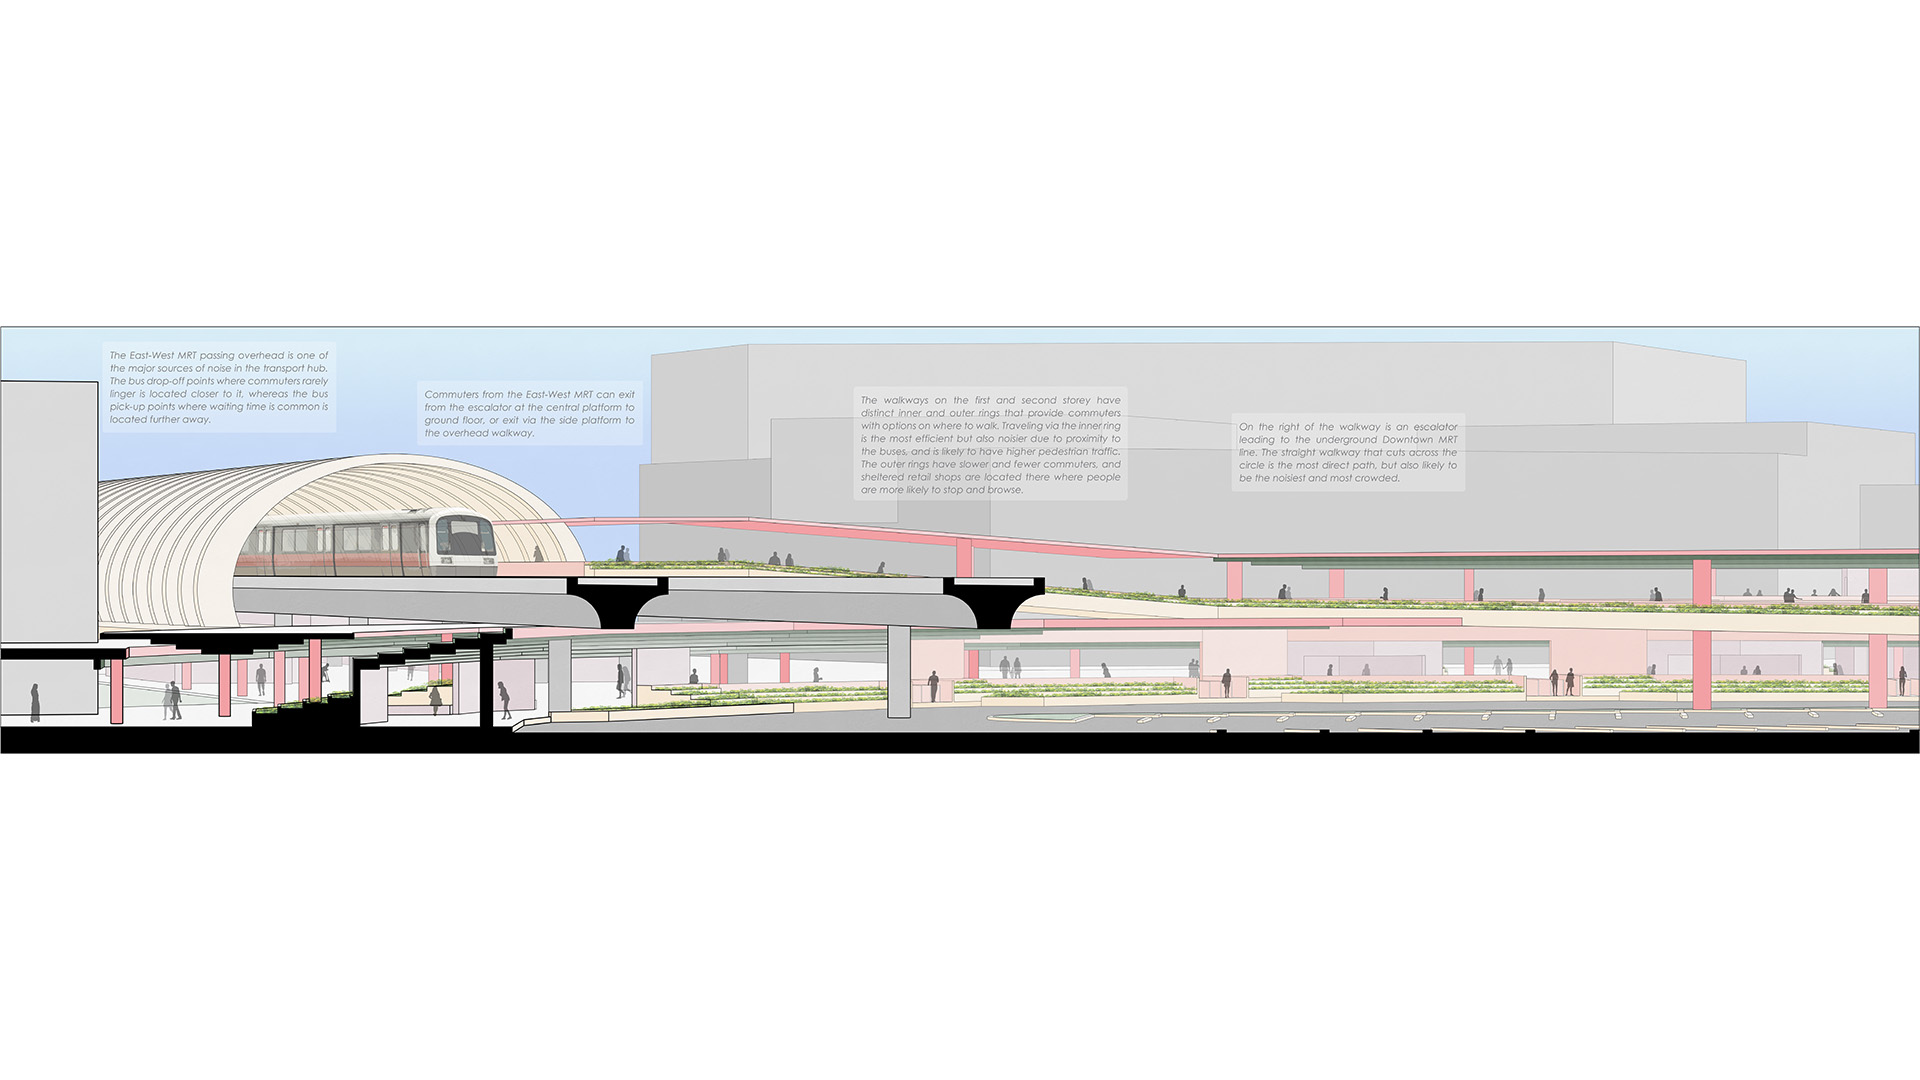 The East-West MRT passing overhead is one of
the major sources of noise in the transport hub.
The bus drop-off points where commuters rarely
linger is located closer to it, whereas the bus
pick-up points where waiting time is common is
located further away.
Commuters from the East-West MRT can exit
from the escalator at the central platform to
ground floor, or exit via the side platform to
the overhead walkway.
The walkways on the first and second storey have
distinct inner and outer rings that provide commuters
with options on where to walk. Traveling via the inner ring
is the most efficient but also noisier due to proximity to
the buses, and is likely to have higher pedestrian traffic.
The outer rings have slower and fewer commuters, and
sheltered retail shops are located there where people
are more likely to stop and browse.
On the right of the walkway is an escalator
leading to the underground Downtown MRT
line. The straight walkway that cuts across the
circle is the most direct path, but also likely to
be the noisiest and most crowded.